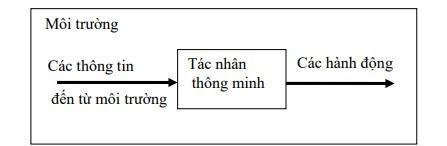 Môi trường
Các thông tin
đến từ môi trường
Tác nhân
thông minh
Các hành động